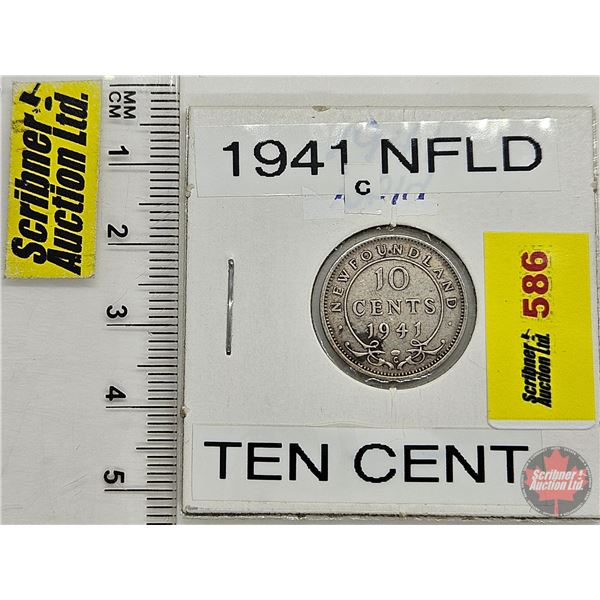 Scribner
Auction Ltd.
MM
CM
1
2
3
4
5
1941 NFLD
C
NEWFOUNDLAND
10
CENTS
1941
C
586
Scribner
Auction Ltd.
TEN CENT
Scribner
Auction Ltd.